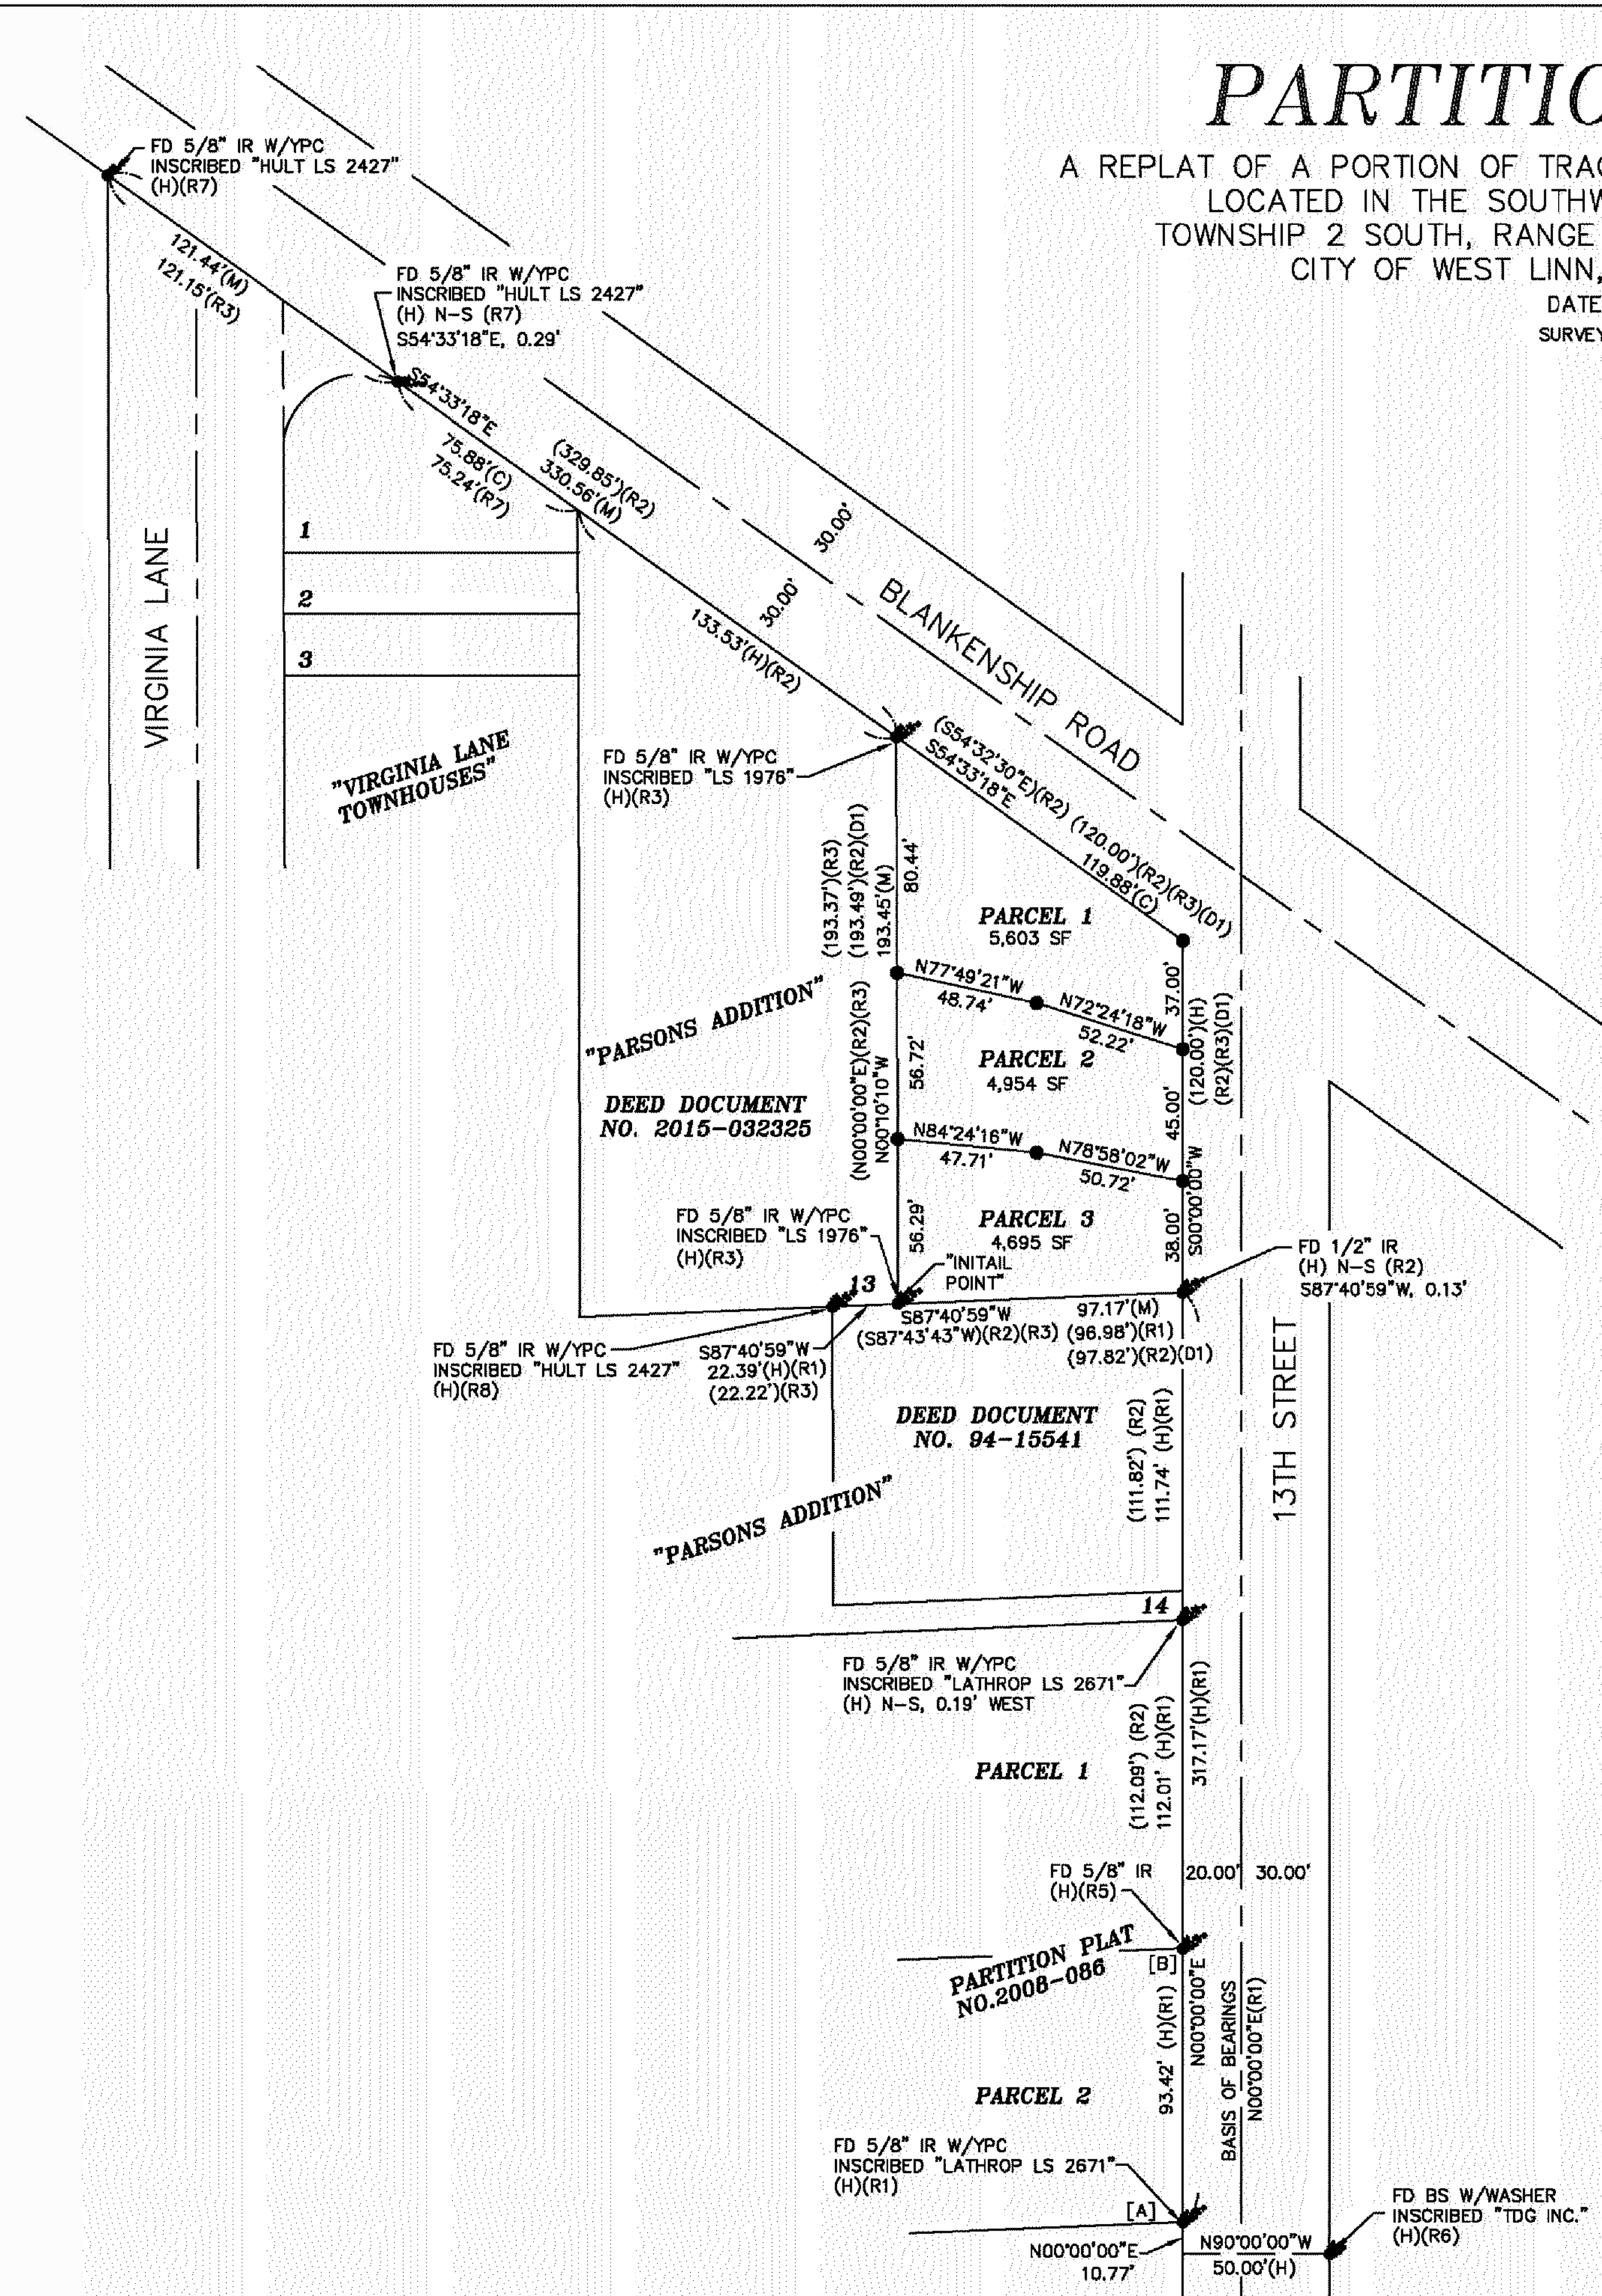 PARTITIO
A REPLAT OF A PORTION OF TRAC
LOCATED IN THE SOUTHW
TOWNSHIP 2 SOUTH, RANGE
CITY OF WEST LINN,
DATE
SURVEY
FD 5/8" IR W/YPC
INSCRIBED "HULT LS 2427"
(H)(R7)
121.44'(M)
121.15'(R3)
FD 5/8" IR W/YPC
INSCRIBED "HULT LS 2427"
(H) N-S (R7)
S54°33'18"E, 0.29'
S54°33'18"E
75.88'(C)
75.24'(R7)
(329.85')(R2)
330.56'(M)
1
2
3
VIRGINIA LANE
"VIRGINIA LANE
TOWNHOUSES"
30.00'
30.00'
133.53'(H)(R2)
BLANKENSHIP ROAD
FD 5/8" IR W/YPC
INSCRIBED "LS 1976"
(H)(R3)
(S54°32'30"E)(R2) (120.00')(R2)(R3)(D1)
S54°33'18"E
119.88'(C)
(193.37')(R3)
(193.49')(R2)(D1)
193.45'(M)
80.44'
PARCEL 1
5,603 SF
37.00'
(120.00')(H)
(R2)(R3)(D1)
N77°49'21"W
48.74'
N72°24'18"W
52.22'
"PARSONS ADDITION"
DEED DOCUMENT
NO. 2015-032325
(N00°00'00"E)(R2)(R3)
N00°10'10"W
56.72'
PARCEL 2
4,954 SF
45.00'
N84°24'16"W
47.71'
N78°58'02"W
50.72'
S00°00'00"W
FD 5/8" IR W/YPC
INSCRIBED "LS 1976"
(H)(R3)
56.29'
PARCEL 3
4,695 SF
38.00'
"INITAIL
POINT"
13
FD 1/2" IR
(H) N-S (R2)
S87°40'59"W, 0.13'
S87°40'59"W 97.17'(M)
(S87°43'43"W)(R2)(R3) (96.98')(R1)
(97.82')(R2)(D1)
FD 5/8" IR W/YPC
INSCRIBED "HULT LS 2427"
(H)(R8)
S87°40'59"W
22.39'(H)(R1)
(22.22')(R3)
13TH STREET
DEED DOCUMENT
NO. 94-15541
(111.82') (R2)
111.74' (H)(R1)
"PARSONS ADDITION"
14
FD 5/8" IR W/YPC
INSCRIBED "LATHROP LS 2671"
(H) N-S, 0.19' WEST
317.17'(H)(R1)
(112.09') (R2)
112.01' (H)(R1)
PARCEL 1
FD 5/8" IR
(H)(R5)
20.00' 30.00'
PARTITION PLAT
NO.2008-086
[B]
N00°00'00"E
93.42' (H)(R1)
BASIS OF BEARINGS
N00°00'00"E(R1)
PARCEL 2
FD 5/8" IR W/YPC
INSCRIBED "LATHROP LS 2671"
(H)(R1)
[A]
N00°00'00"E
10.77'
N90°00'00"W
50.00'(H)
FD BS W/WASHER
INSCRIBED "TDG INC."
(H)(R6)